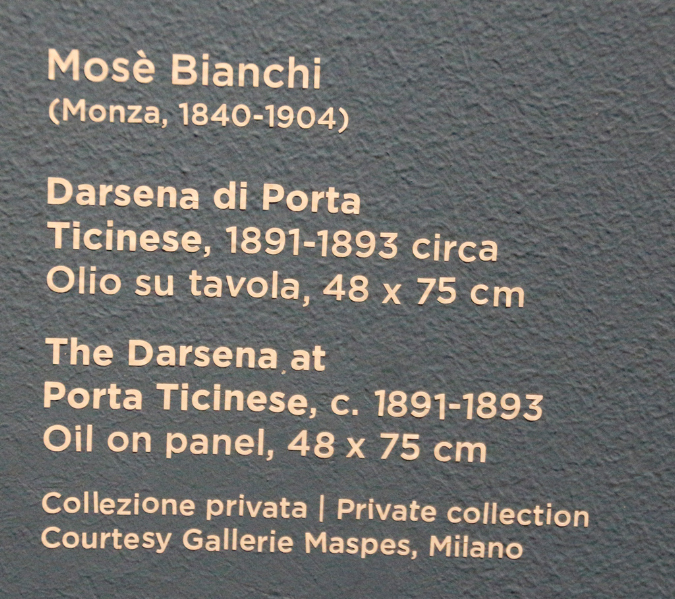 Mosè Bianchi
(Monza, 1840-1904)
Darsena di Porta
Ticinese, 1891-1893 circa
Olio su tavola, 48 x 75 cm
The Darsena at
Porta Ticinese, c. 1891-1893
Oil on panel, 48 x 75 cm
Collezione privata | Private collection
Courtesy Gallerie Maspes, Milano